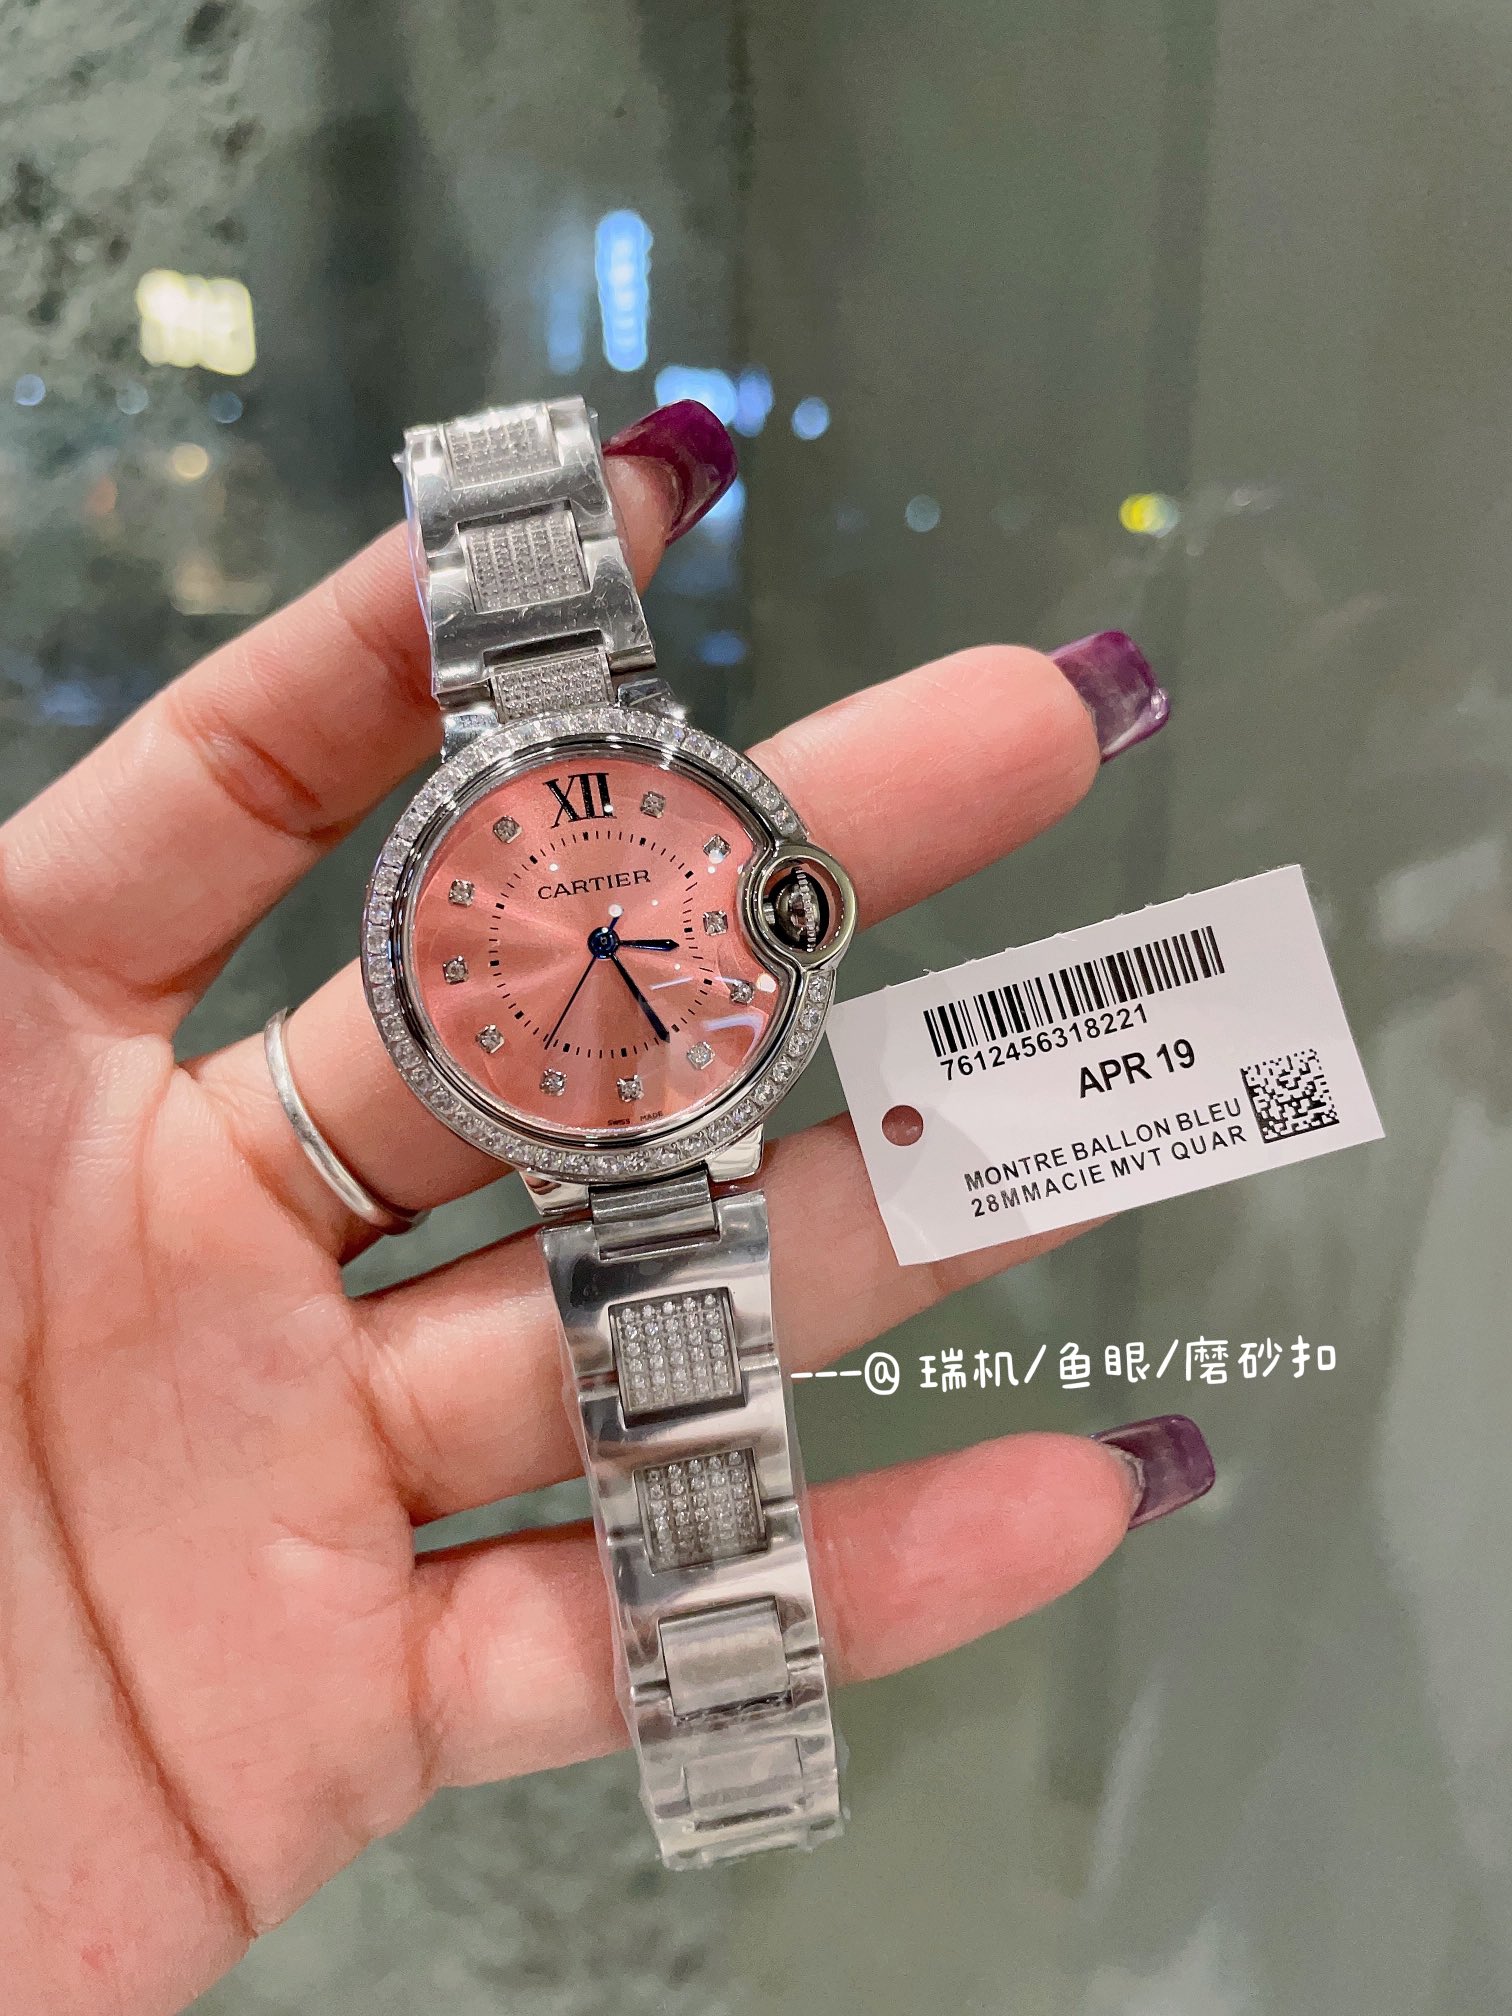 XII
CARTIER
SWISS MADE
7612456318221
APR 19
MONTRE BALLON BLEU
28MMACIE MVT QUAR
---@ 瑞机/鱼眼/磨砂扣